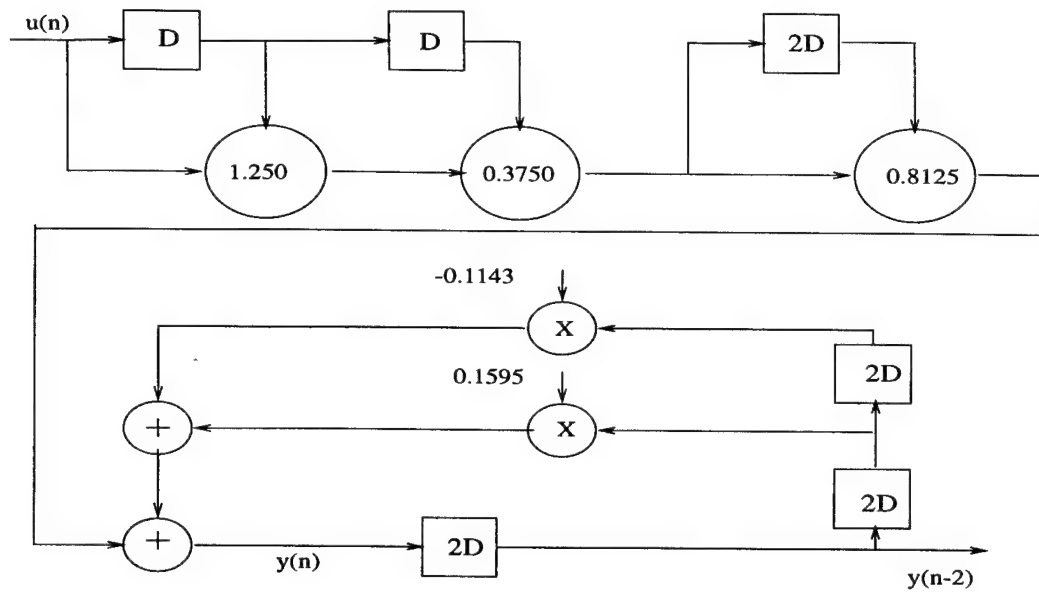 u(n)
D
D
2D
1.250
0.3750
0.8125
-0.1143
X
2D
0.1595
+
X
2D
+
y(n)
2D
y(n-2)